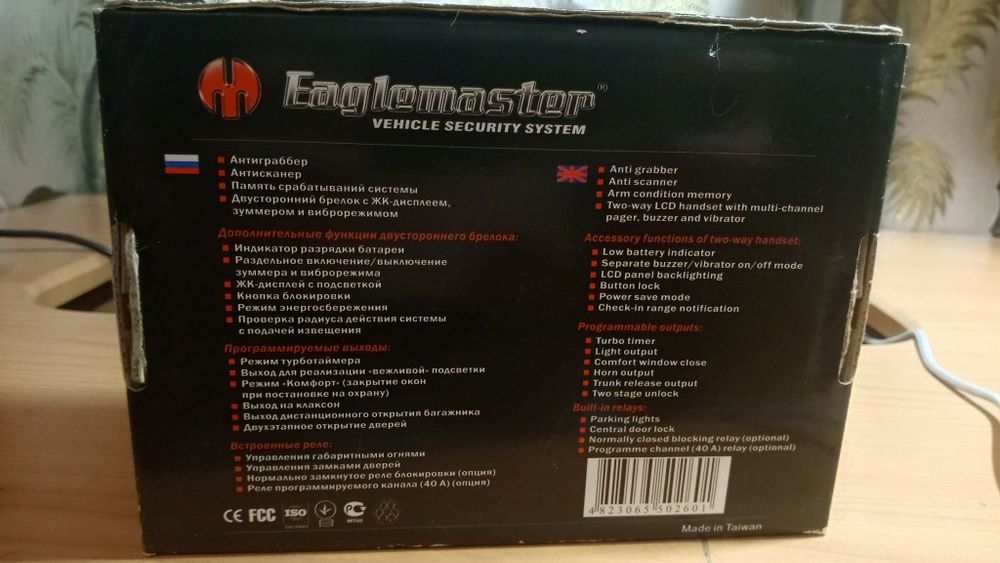 Eaglemaster®
VEHICLE SECURITY SYSTEM
Антиграббер
Антисканер
Память срабатываний системы
Двусторонний брелок с ЖК-дисплеем,
зуммером и виброрежимом
Дополнительные функции двустороннего брелока:
Индикатор разрядки батареи
Раздельное включение/выключение
зуммера и виброрежима
ЖК-дисплей с подсветкой
Кнопка блокировки
Режим энергосбережения
Проверка радиуса действия системы
с подачей извещения
Программируемые выходы:
Режим турботаймера
Выход для реализации «вежливой» подсветки
Режим «Комфорт» (закрытие окон
при постановке на охрану)
Выход на клаксон
Выход дистанционного открытия багажника
Двухэтапное открытие дверей
Встроенные реле:
Управления габаритными огнями
Управления замками дверей
Нормально замкнутое реле блокировки (опция)
Реле программируемого канала (40 А) (опция)
CE FCC ISO
Anti grabber
Anti scanner
Arm condition memory
Two-way LCD handset with multi-channel
pager, buzzer and vibrator
Accessory functions of two-way handset:
Low battery indicator
Separate buzzer/vibrator on/off mode
LCD panel backlighting
Button lock
Power save mode
Check-in range notification
Programmable outputs:
Turbo timer
Light output
Comfort window close
Horn output
Trunk release output
Two stage unlock
Built-in relays:
Parking lights
Central door lock
Normally closed blocking relay (optional)
Programme channel (40 A) relay (optional)
4 823065 502601
Made in Taiwan